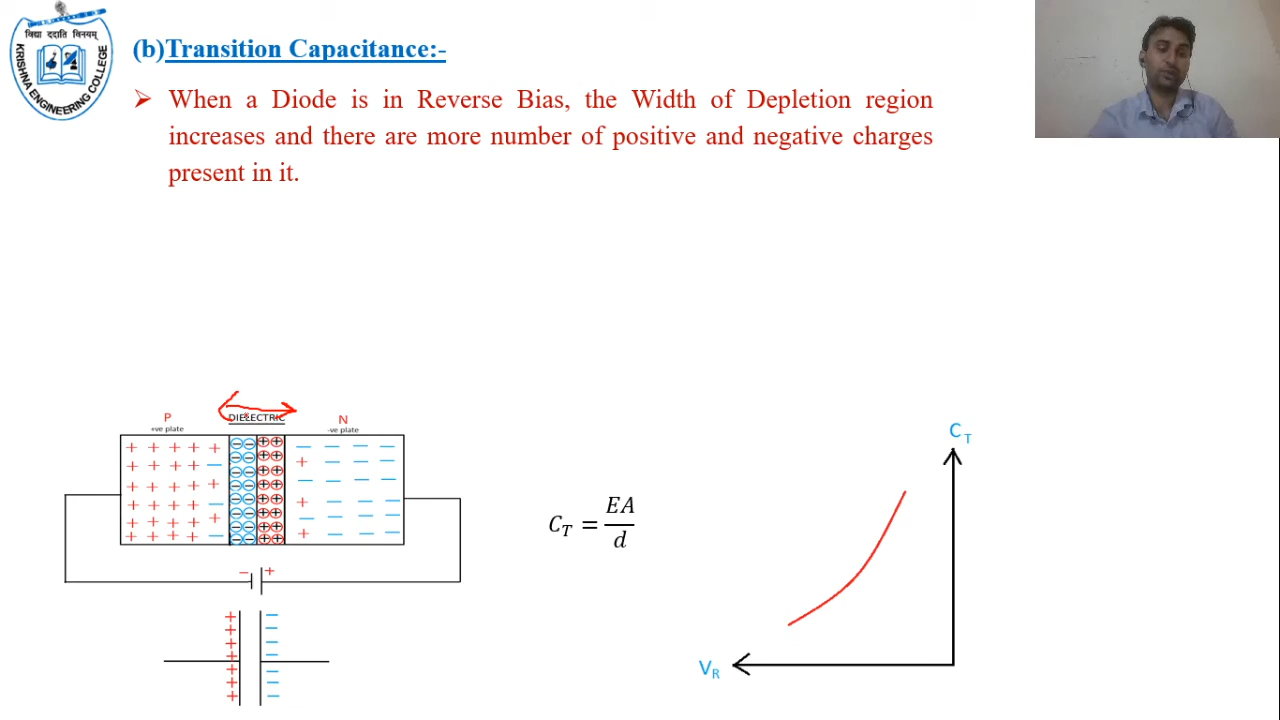 विद्या ददाति विनयम्
KRISHNA ENGINEERING COLLEGE
(b)Transition Capacitance:-
➢ When a Diode is in Reverse Bias, the Width of Depletion region
increases and there are more number of positive and negative charges
present in it.
P
+ve plate
DIELECTRIC
N
-ve plate
− +
C_T = EA/d
C_T
V_R